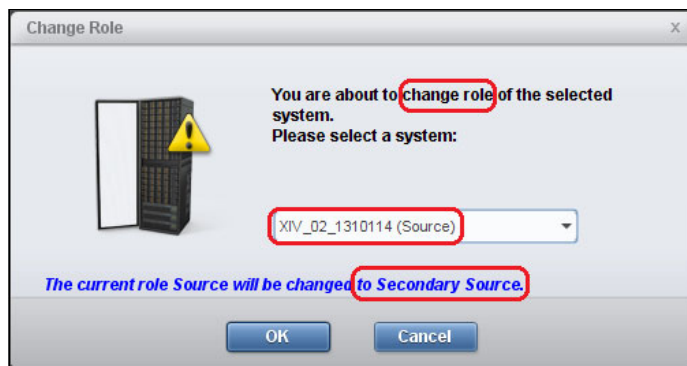 Change Role
x
You are about to change role of the selected
system.
Please select a system:
XIV_02_1310114 (Source)
The current role Source will be changed to Secondary Source.
OK
Cancel